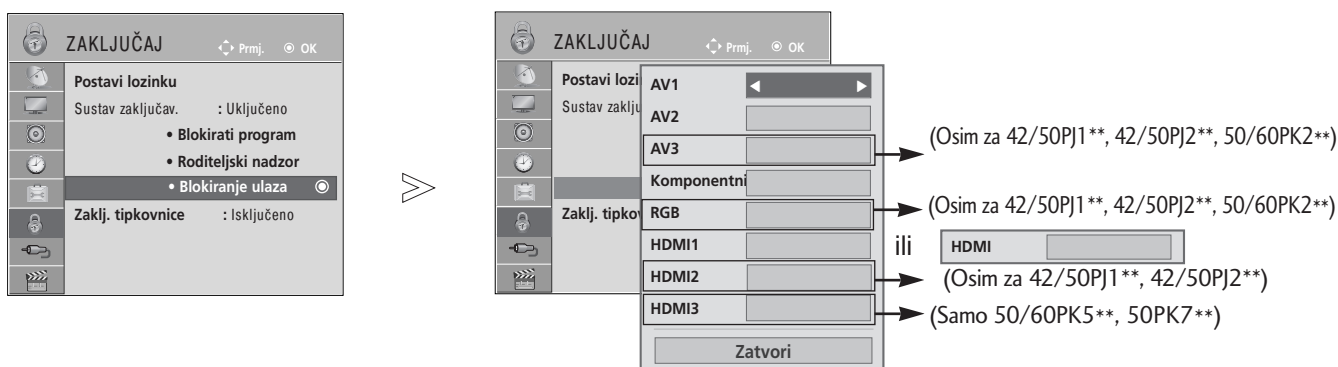 ZAKLJUČAJ Prmj. OK
Postavi lozinku
Sustav zaključav. : Uključeno
• Blokirati program
• Roditeljski nadzor
• Blokiranje ulaza
Zaklj. tipkovnice : Isključeno
ZAKLJUČAJ Prmj. OK
Postavi lozi
Sustav zaklju
Zaklj. tipkov
AV1
AV2
AV3
(Osim za 42/50PJ1**, 42/50PJ2**, 50/60PK2**)
Komponentni
RGB
(Osim za 42/50PJ1**, 42/50PJ2**, 50/60PK2**)
HDMI1
ili HDMI
HDMI2
(Osim za 42/50PJ1**, 42/50PJ2**)
HDMI3
(Samo 50/60PK5**, 50PK7**)
Zatvori